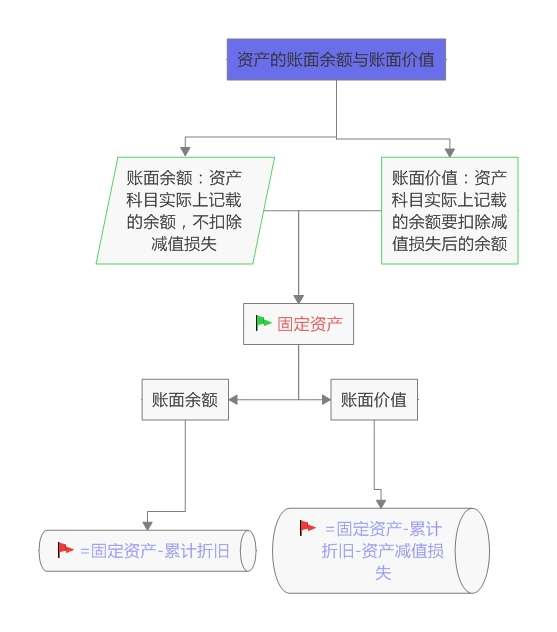 资产的账面余额与账面价值
账面余额：资产
科目实际上记载
的余额，不扣除
减值损失
账面价值：资产
科目实际上记载
的余额要扣除减
值损失后的余额
固定资产
账面余额
账面价值
=固定资产-累计折旧
=固定资产-累计
折旧-资产减值损
失